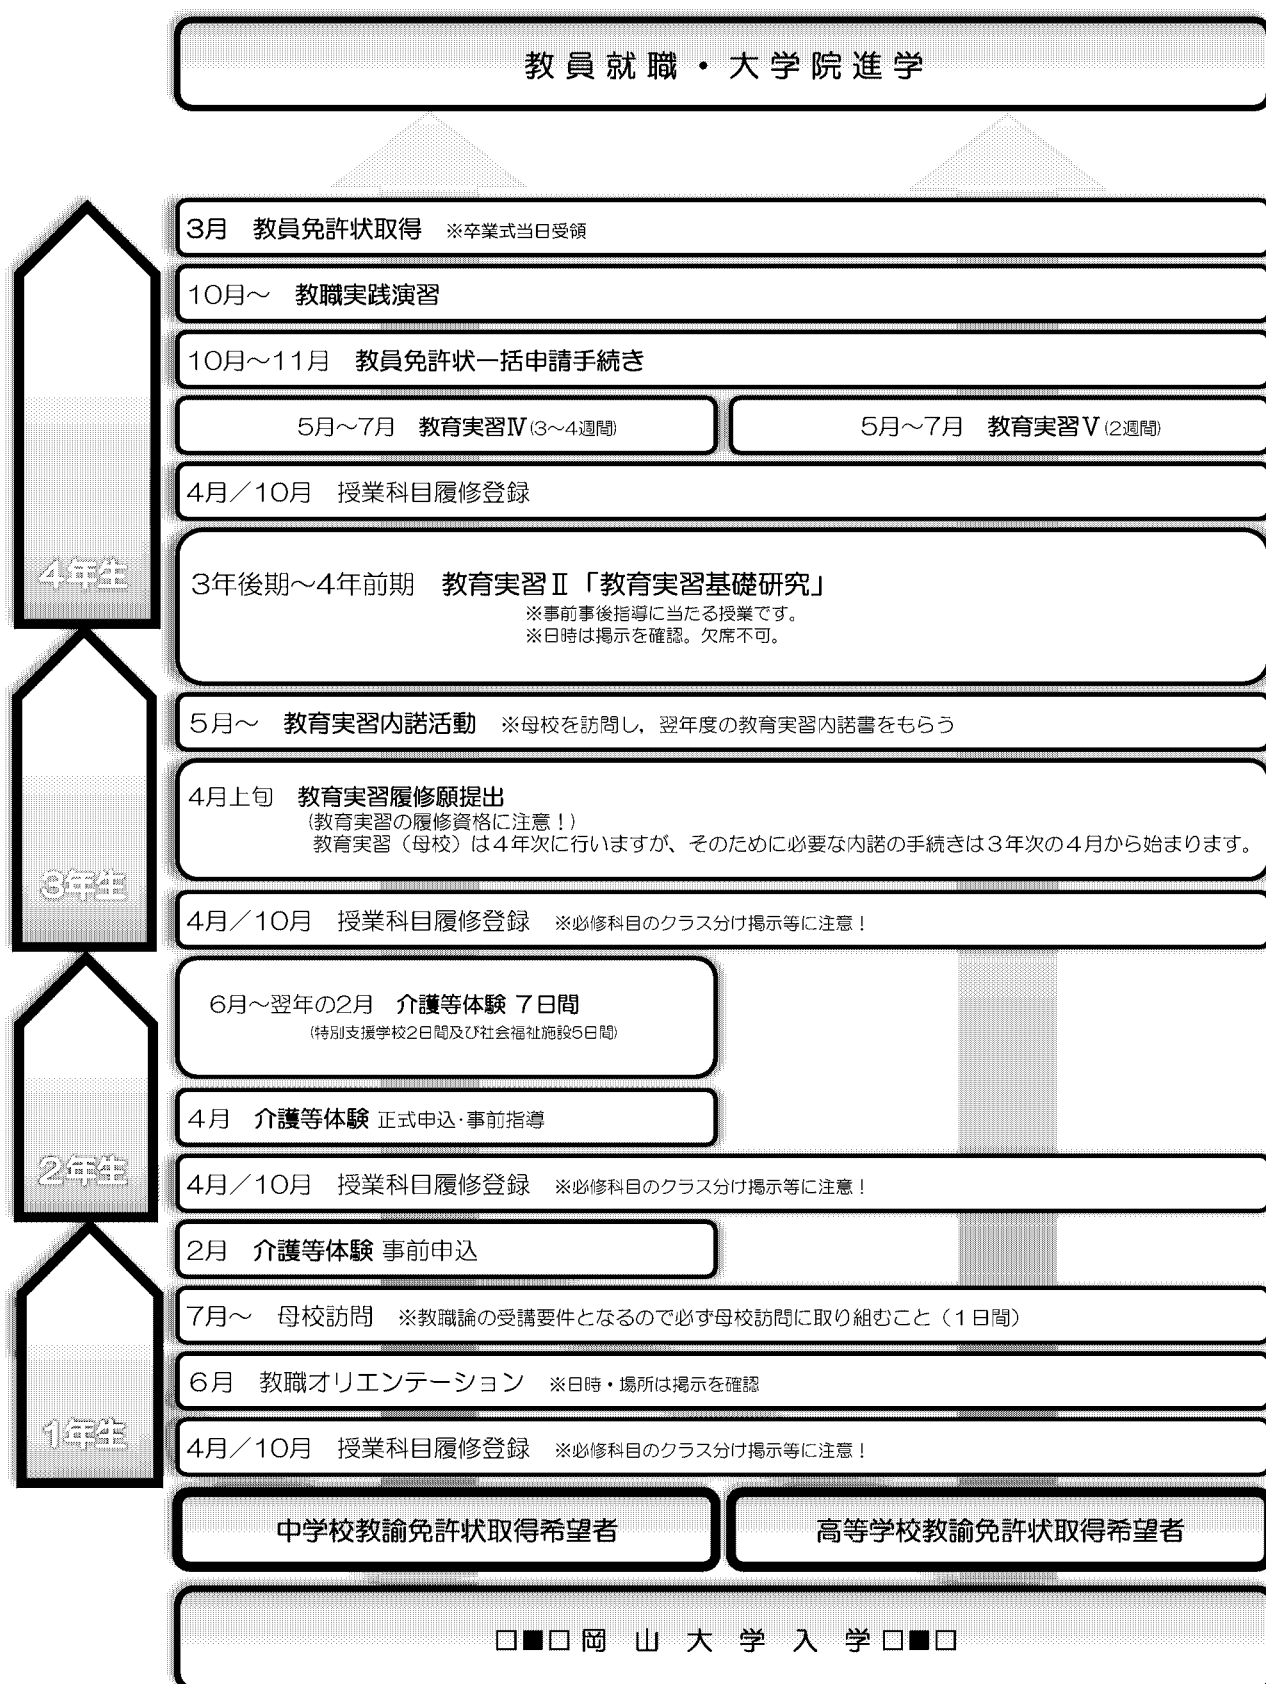 教員就職・大学院進学
3月　教員免許状取得　※卒業式当日受領
10月～　教職実践演習
10月～11月　教員免許状一括申請手続き
5月～7月　教育実習Ⅳ(3～4週間)
5月～7月　教育実習Ⅴ(2週間)
4月／10月　授業科目履修登録
4年生
3年後期～4年前期　教育実習Ⅱ「教育実習基礎研究」
※事前事後指導に当たる授業です。
※日時は掲示を確認。欠席不可。
5月～　教育実習内諾活動　※母校を訪問し，翌年度の教育実習内諾書をもらう
4月上旬　教育実習履修願提出
(教育実習の履修資格に注意！)
教育実習（母校）は４年次に行いますが、そのために必要な内諾の手続きは３年次の４月から始まります。
3年生
4月／10月　授業科目履修登録　※必修科目のクラス分け掲示等に注意！
6月～翌年の2月　介護等体験 7日間
(特別支援学校2日間及び社会福祉施設5日間)
4月　介護等体験 正式申込・事前指導
2年生
4月／10月　授業科目履修登録　※必修科目のクラス分け掲示等に注意！
2月　介護等体験 事前申込
7月～　母校訪問　※教職論の受講要件となるので必ず母校訪問に取り組むこと（１日間）
6月　教職オリエンテーション　※日時・場所は掲示を確認
1年生
4月／10月　授業科目履修登録　※必修科目のクラス分け掲示等に注意！
中学校教諭免許状取得希望者
高等学校教諭免許状取得希望者
□■□岡山大学入学□■□